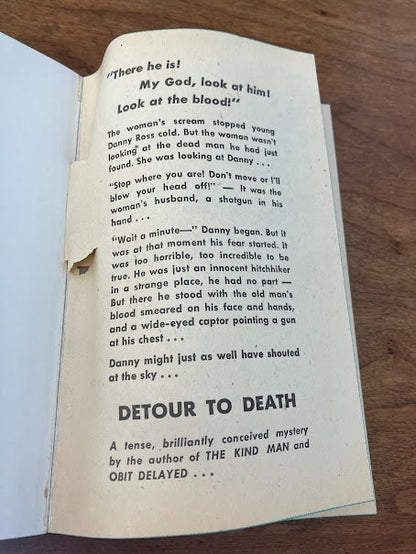 "There he is!
My God, look at him!
Look at the blood!"
The woman's scream stopped young
Danny Ross cold. But the woman wasn't
looking at the dead man he had just
found. She was looking at Danny . . .
"Stop where you are! Don't move or I'll
blow your head off!" — It was the
woman's husband, a shotgun in his
hand . . .
"Wait a minute—" Danny began. But it
was at that moment his fear started. It
was too horrible, too incredible to be
true. He was just an innocent hitchhiker
in a strange place, he had no part —
But there he stood with the old man's
blood smeared on his face and hands,
and a wide-eyed captor pointing a gun
at his chest . . .
Danny might just as well have shouted
at the sky . . .
DETOUR TO DEATH
A tense, brilliantly conceived mystery
by the author of THE KIND MAN and
OBIT DELAYED . . .